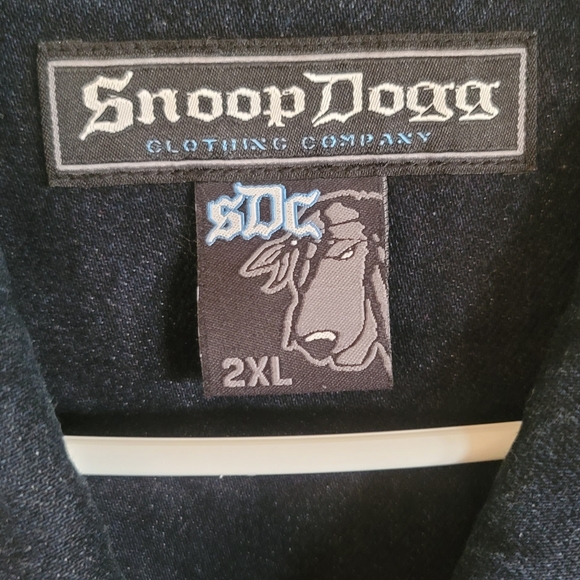 Snoop Dogg
CLOTHING COMPANY
sDc
2XL